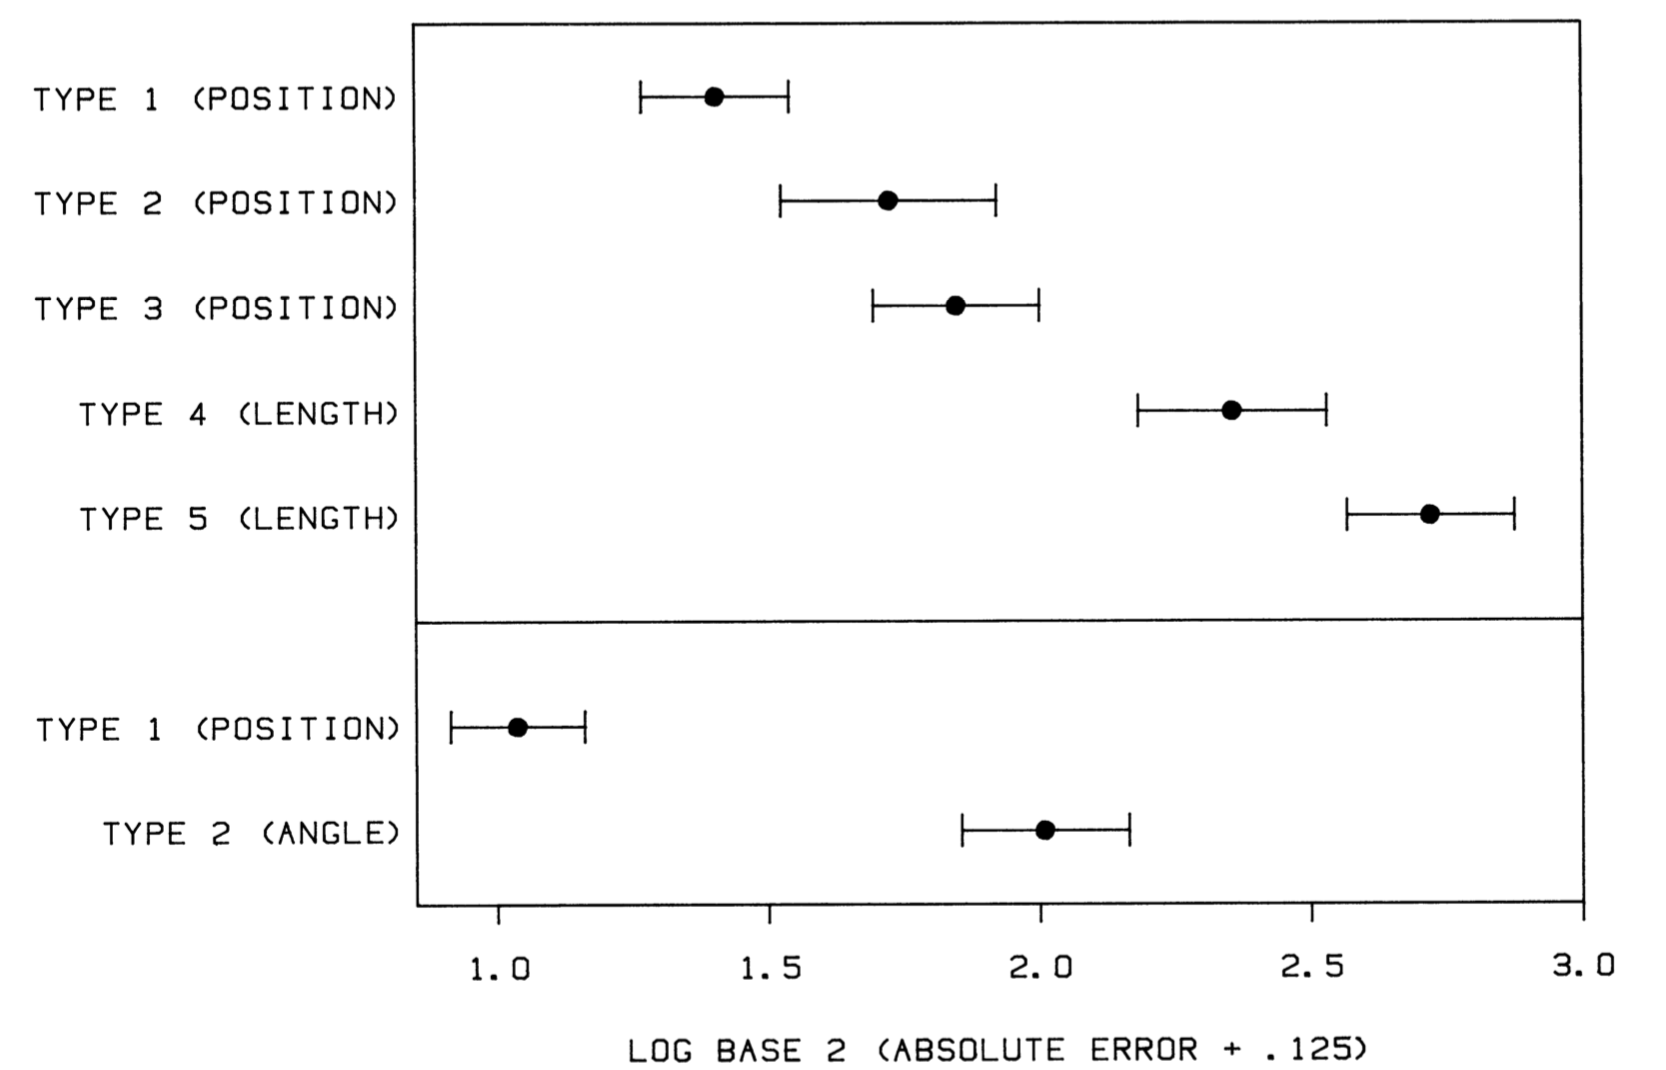 TYPE 1 (POSITION)
TYPE 2 (POSITION)
TYPE 3 (POSITION)
TYPE 4 (LENGTH)
TYPE 5 (LENGTH)
TYPE 1 (POSITION)
TYPE 2 (ANGLE)
1.0 1.5 2.0 2.5 3.0
LOG BASE 2 (ABSOLUTE ERROR + .125)